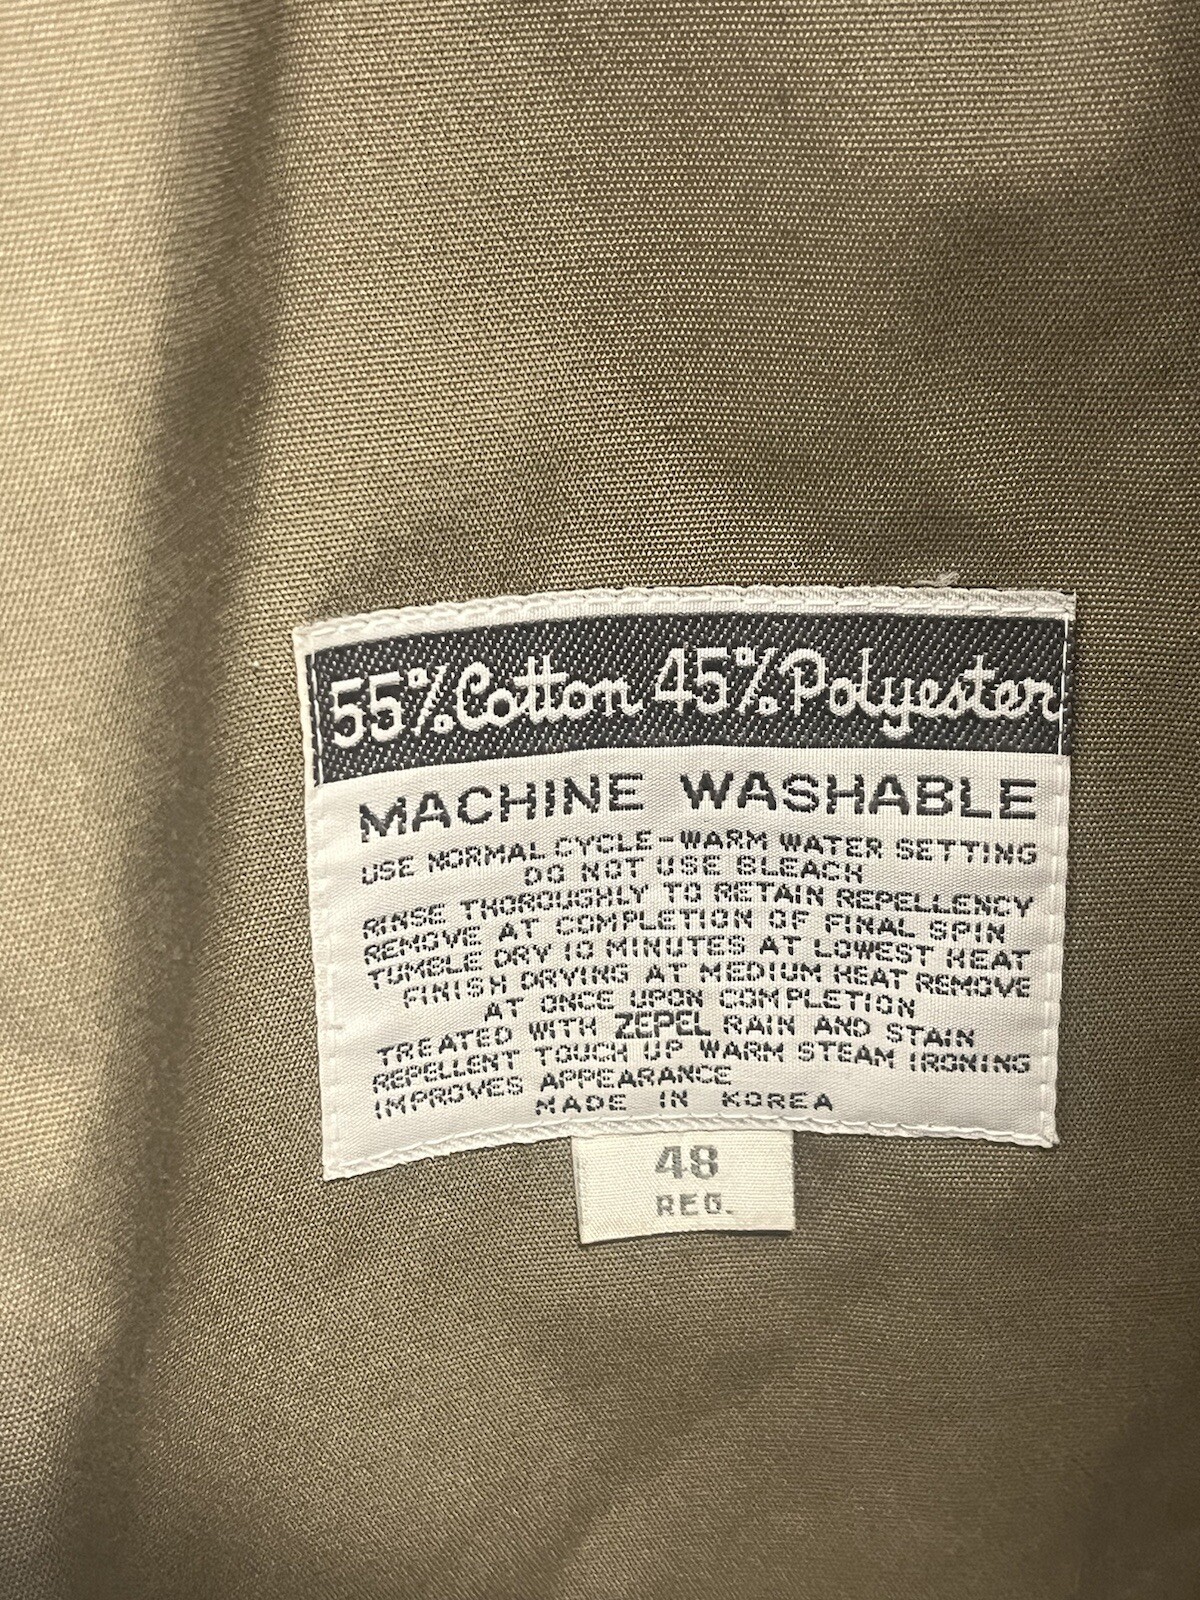 55% Cotton 45% Polyester
MACHINE WASHABLE
USE NORMAL CYCLE-WARM WATER SETTING
DO NOT USE BLEACH
RINSE THOROUGHLY TO RETAIN REPELLENCY
REMOVE AT COMPLETION OF FINAL SPIN
TUMBLE DRY 10 MINUTES AT LOWEST HEAT
FINISH DRYING AT MEDIUM HEAT REMOVE
AT ONCE UPON COMPLETION
TREATED WITH ZEPEL RAIN AND STAIN
REPELLENT TOUCH UP WARM STEAM IRONING
IMPROVES APPEARANCE
MADE IN KOREA
48
REG.